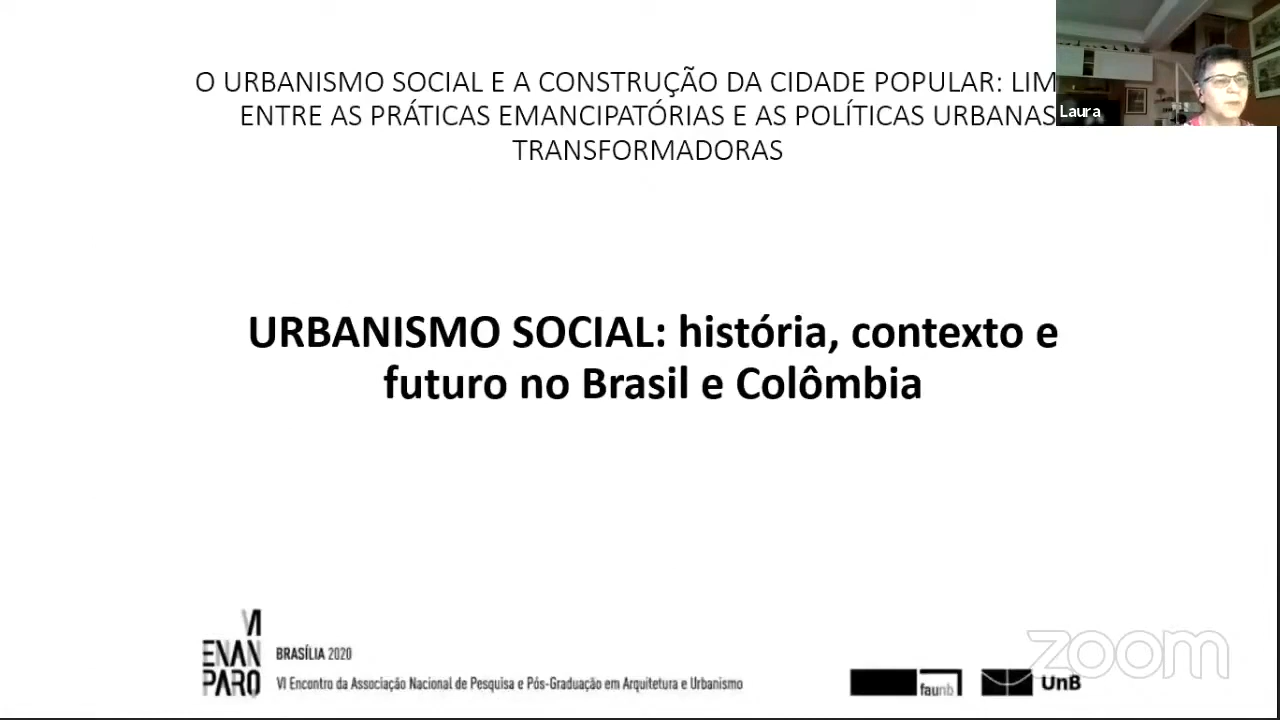 O URBANISMO SOCIAL E A CONSTRUÇÃO DA CIDADE POPULAR: LIM
ENTRE AS PRÁTICAS EMANCIPATÓRIAS E AS POLÍTICAS URBANAS
TRANSFORMADORAS
Laura
URBANISMO SOCIAL: história, contexto e
futuro no Brasil e Colômbia
VI
ENAN
PARQ
BRASÍLIA 2020
VI Encontro da Associação Nacional de Pesquisa e Pós-Graduação em Arquitetura e Urbanismo
faunb
UnB
zoom